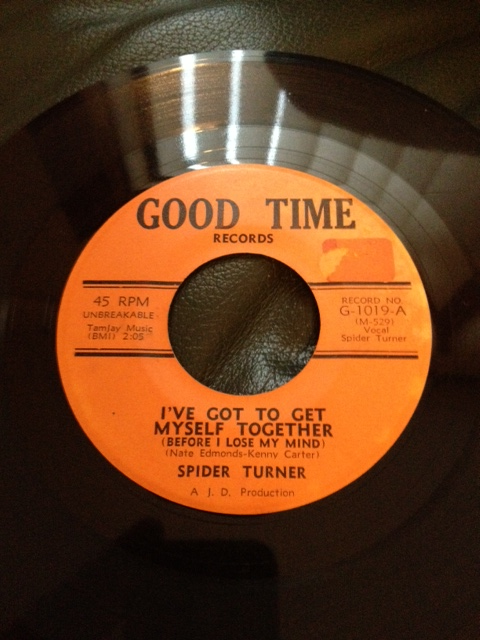 GOOD TIME
RECORDS
45 RPM
UNBREAKABLE
TamJay Music
(BMI) 2:05
RECORD NO.
G-1019-A
(M-529)
Vocal
Spider Turner
I'VE GOT TO GET
MYSELF TOGETHER
(BEFORE I LOSE MY MIND)
(Nate Edmonds-Kenny Carter)
SPIDER TURNER
A J. D. Production